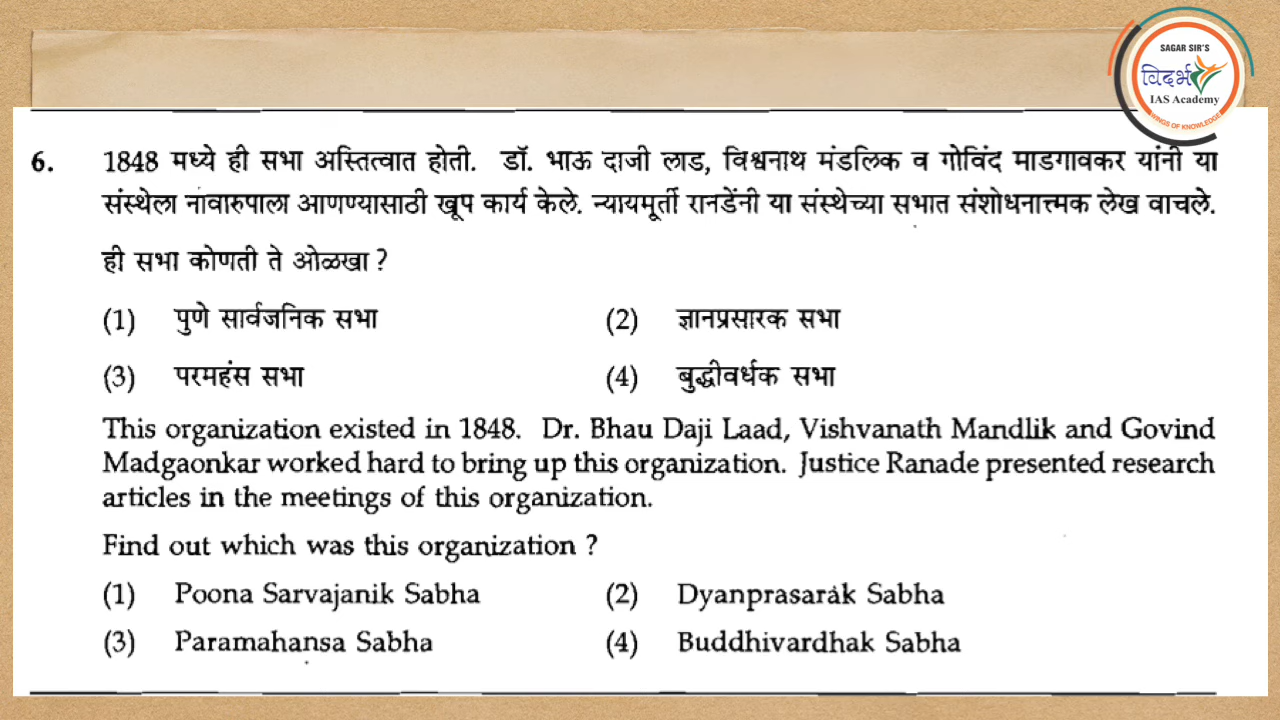 SAGAR SIR'S
विदर्भ
IAS Academy
WINGS OF KNOWLEDGE
6. 1848 मध्ये ही सभा अस्तित्वात होती. डॉ. भाऊ दाजी लाड, विश्वनाथ मंडलिक व गोविंद माडगावकर यांनी या
संस्थेला नावारुपाला आणण्यासाठी खूप कार्य केले. न्यायमूर्ती रानडेंनी या संस्थेच्या सभात संशोधनात्त्मक लेख वाचले.
ही सभा कोणती ते ओळखा ?
(1) पुणे सार्वजनिक सभा (2) ज्ञानप्रसारक सभा
(3) परमहंस सभा (4) बुद्धीवर्धक सभा
This organization existed in 1848. Dr. Bhau Daji Laad, Vishvanath Mandlik and Govind
Madgaonkar worked hard to bring up this organization. Justice Ranade presented research
articles in the meetings of this organization.
Find out which was this organization ?
(1) Poona Sarvajanik Sabha (2) Dyanprasarak Sabha
(3) Paramahansa Sabha (4) Buddhivardhak Sabha